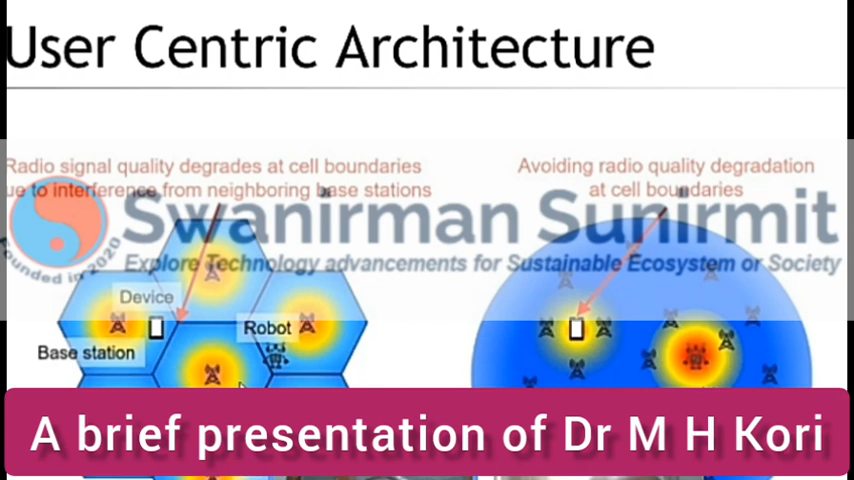 User Centric Architecture
Radio signal quality degrades at cell boundaries
ue to interference from neighboring base stations
Avoiding radio quality degradation
at cell boundaries
Swanirman Sunirmit
Explore Technology advancements for Sustainable Ecosystem or Society
Founded in 2020
Device
Robot
Base station
A brief presentation of Dr M H Kori